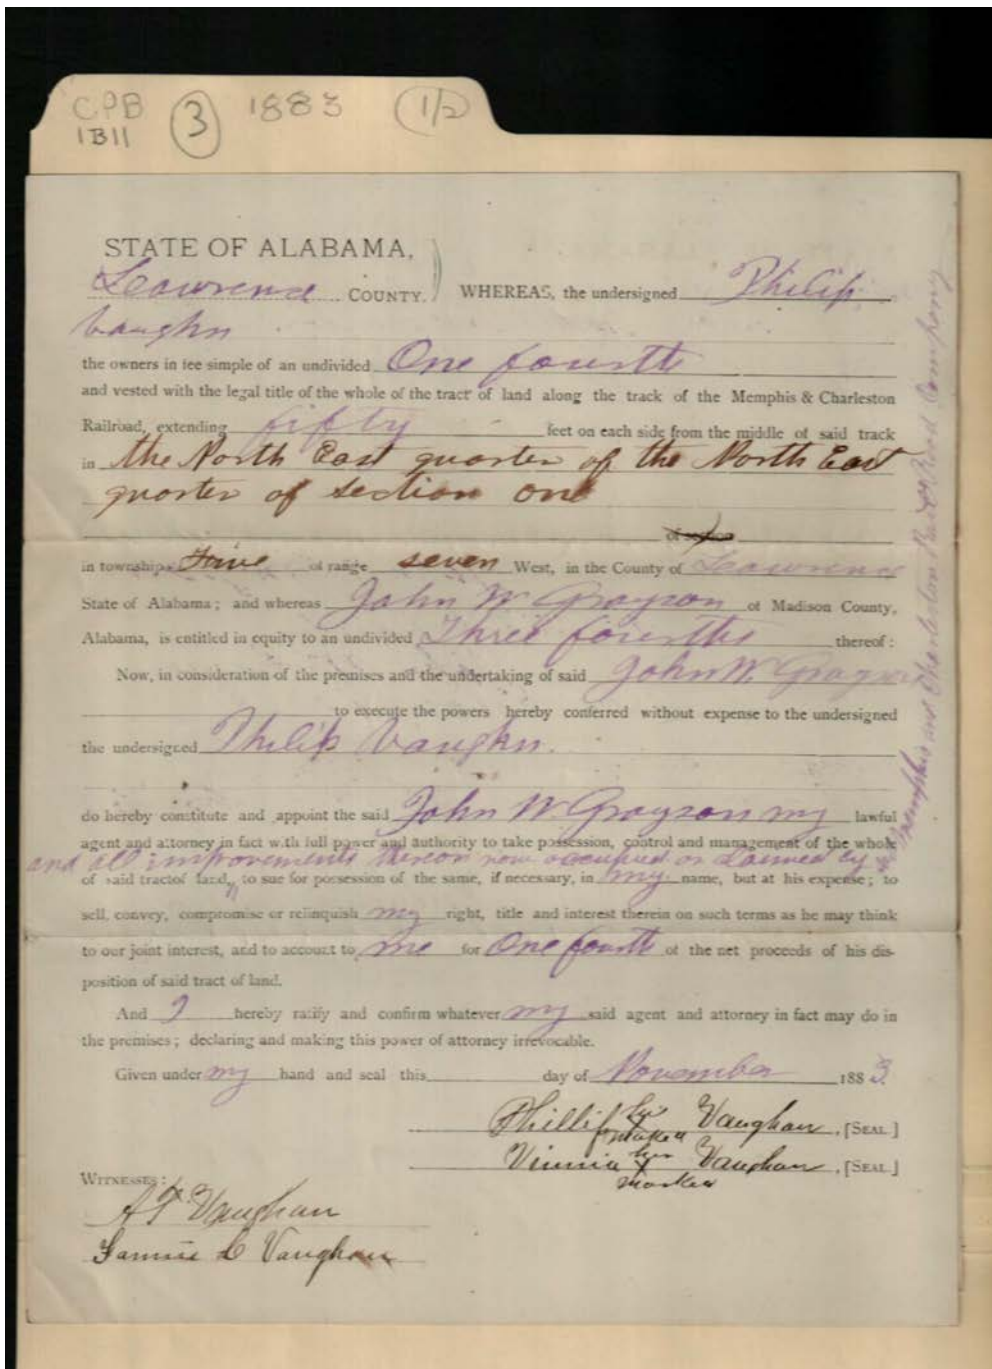 CPB 3 1883 (1/2)
1B11
STATE OF ALABAMA,
Lawrence COUNTY. } WHEREAS, the undersigned Philip
Vaughn
the owners in fee simple of an undivided One fourth
and vested with the legal title of the whole of the tract of land along the track of the Memphis & Charleston
Railroad, extending fifty feet on each side from the middle of said track
in the North East quarter of the North East
quarter of section one
of
in township five of range seven West, in the County of Lawrence
State of Alabama; and whereas John W Grayson of Madison County,
Alabama, is entitled in equity to an undivided Three fourths thereof:
Now, in consideration of the premises and the undertaking of said John W. Grayson
to execute the powers hereby conferred without expense to the undersigned
the undersigned Philip Vaughn.
do hereby constitute and appoint the said John W. Grayson my lawful
agent and attorney in fact with full power and authority to take possession, control and management of the whole
and all improvements thereon now occupied or claimed by the Memphis and Charleston Rail Road Company
of said tract of land, to sue for possession of the same, if necessary, in my name, but at his expense; to
sell, convey, compromise or relinquish my right, title and interest therein on such terms as he may think
to our joint interest, and to account to me for One fourth of the net proceeds of his dis-
position of said tract of land.
And I hereby ratify and confirm whatever my said agent and attorney in fact may do in
the premises; declaring and making this power of attorney irrevocable.
Given under my hand and seal this day of November 1883
Phillip his x marke Vaughan, [SEAL]
Vinnia her x marke Vaughan, [SEAL]
WITNESSES:
A F Vaughan
Fannie L Vaughan